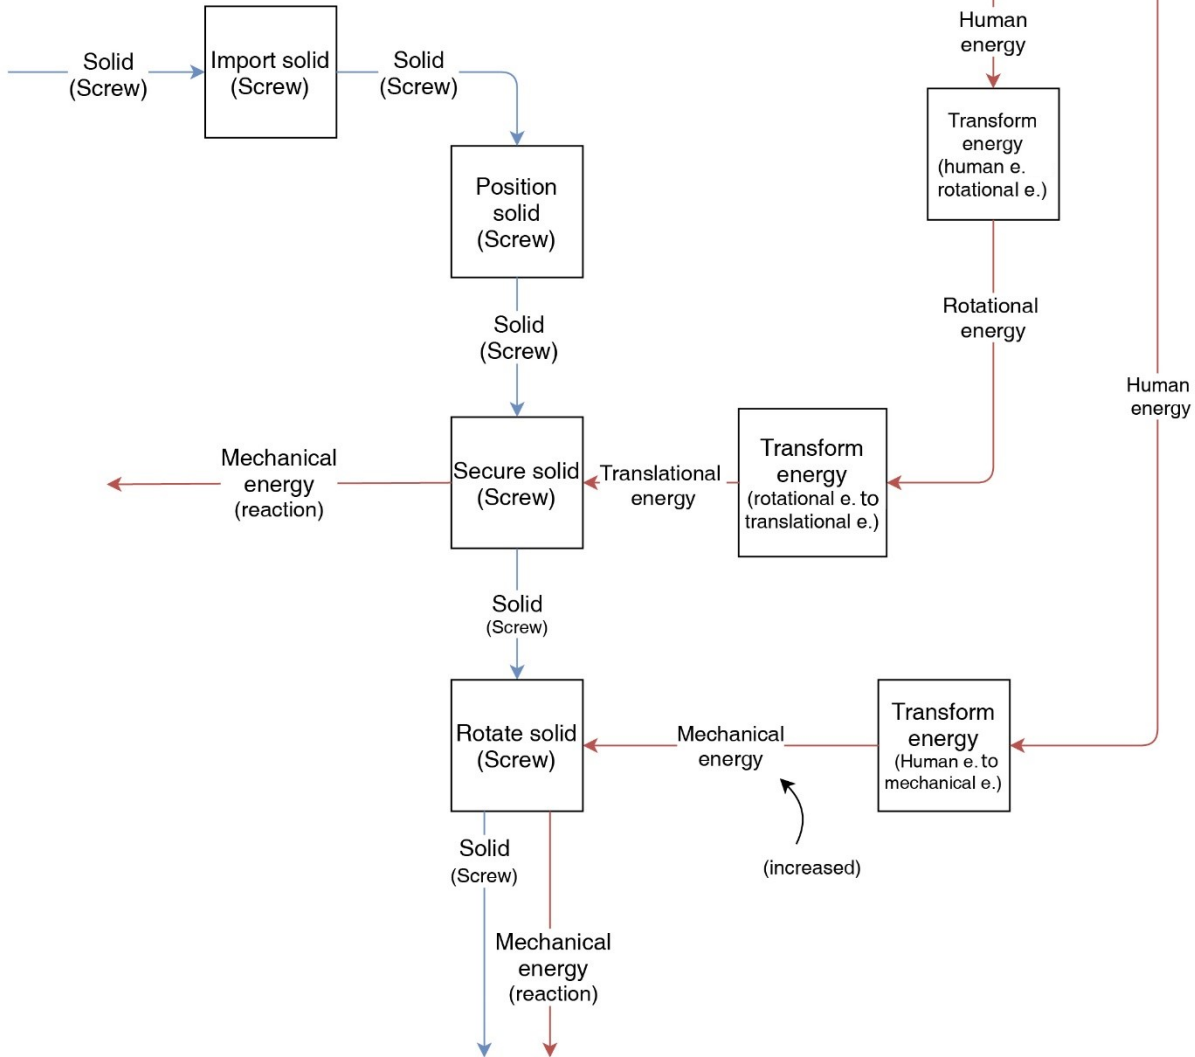 Human
energy
Solid
(Screw)
Import solid
(Screw)
Solid
(Screw)
Transform
energy
(human e.
rotational e.)
Position
solid
(Screw)
Rotational
energy
Solid
(Screw)
Human
energy
Mechanical
energy
(reaction)
Secure solid
(Screw)
Translational
energy
Transform
energy
(rotational e. to
translational e.)
Solid
(Screw)
Rotate solid
(Screw)
Mechanical
energy
Transform
energy
(Human e. to
mechanical e.)
(increased)
Solid
(Screw)
Mechanical
energy
(reaction)